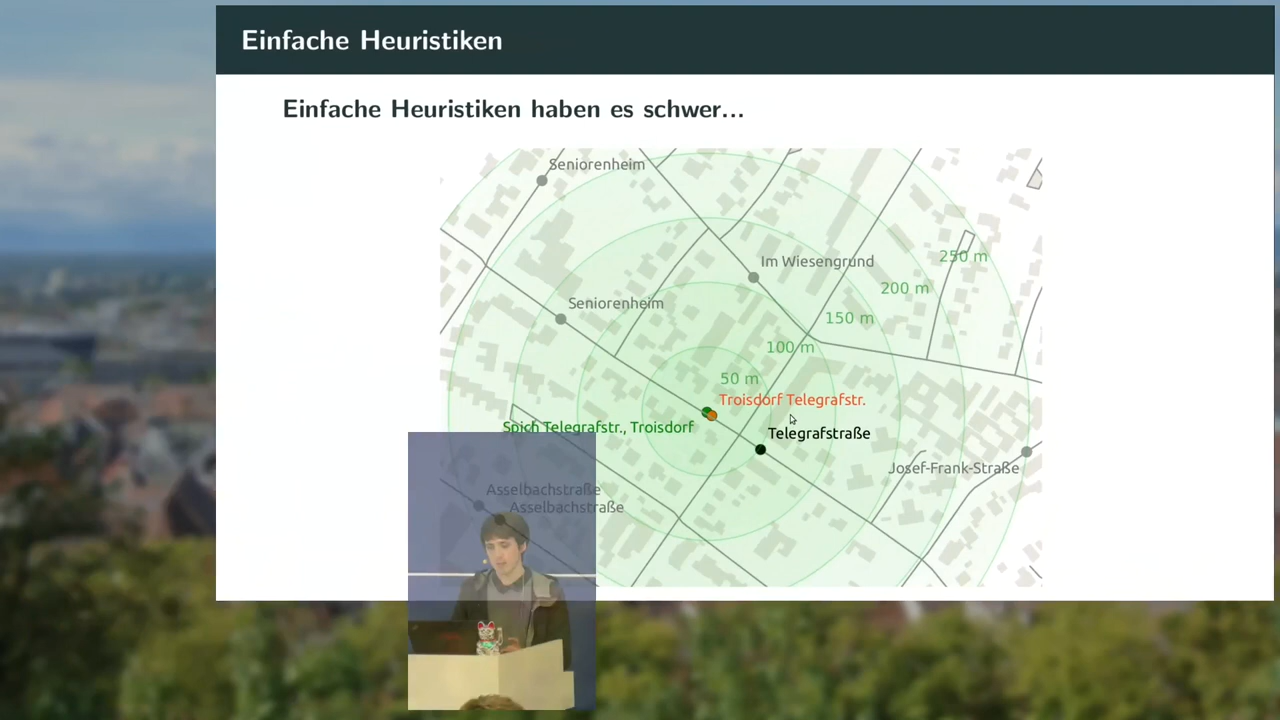 Einfache Heuristiken
Einfache Heuristiken haben es schwer...
Seniorenheim
Im Wiesengrund
250 m
200 m
Seniorenheim
150 m
100 m
50 m
Troisdorf Telegrafstr.
Spich Telegrafstr., Troisdorf
Telegrafstraße
Josef-Frank-Straße
Asselbachstraße
Asselbachstraße